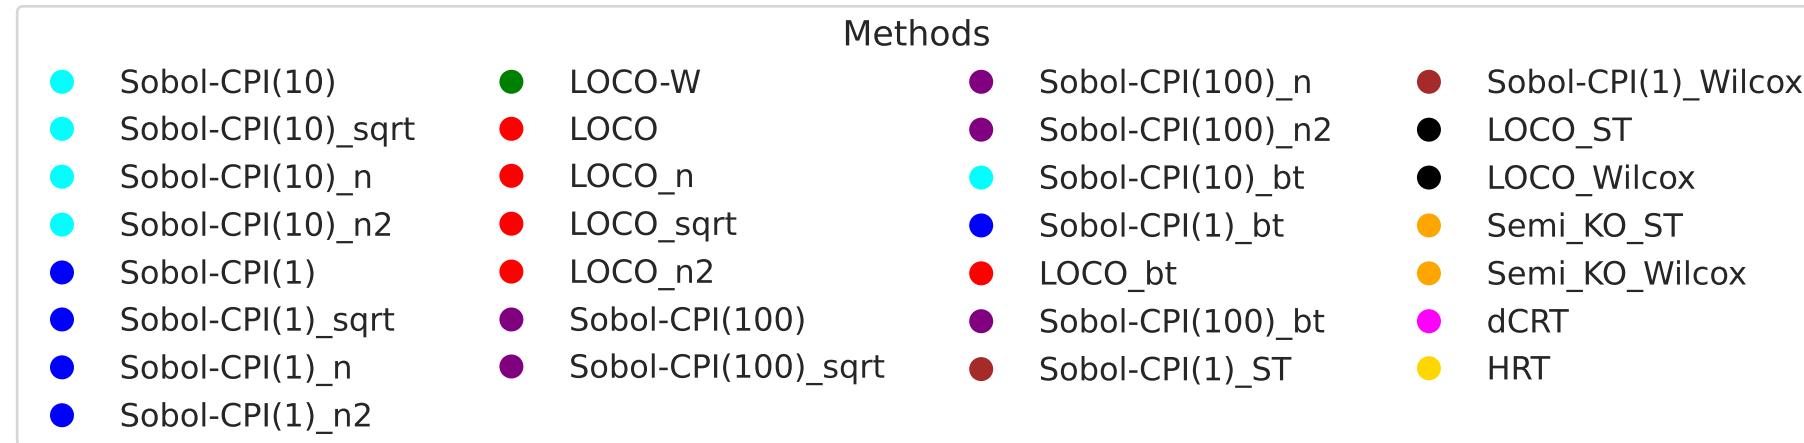 Methods
Sobol-CPI(10)
Sobol-CPI(10)_sqrt
Sobol-CPI(10)_n
Sobol-CPI(10)_n2
Sobol-CPI(1)
Sobol-CPI(1)_sqrt
Sobol-CPI(1)_n
Sobol-CPI(1)_n2
LOCO-W
LOCO
LOCO_n
LOCO_sqrt
LOCO_n2
Sobol-CPI(100)
Sobol-CPI(100)_sqrt
Sobol-CPI(100)_n
Sobol-CPI(100)_n2
Sobol-CPI(10)_bt
Sobol-CPI(1)_bt
LOCO_bt
Sobol-CPI(100)_bt
Sobol-CPI(1)_ST
Sobol-CPI(1)_Wilcox
LOCO_ST
LOCO_Wilcox
Semi_KO_ST
Semi_KO_Wilcox
dCRT
HRT